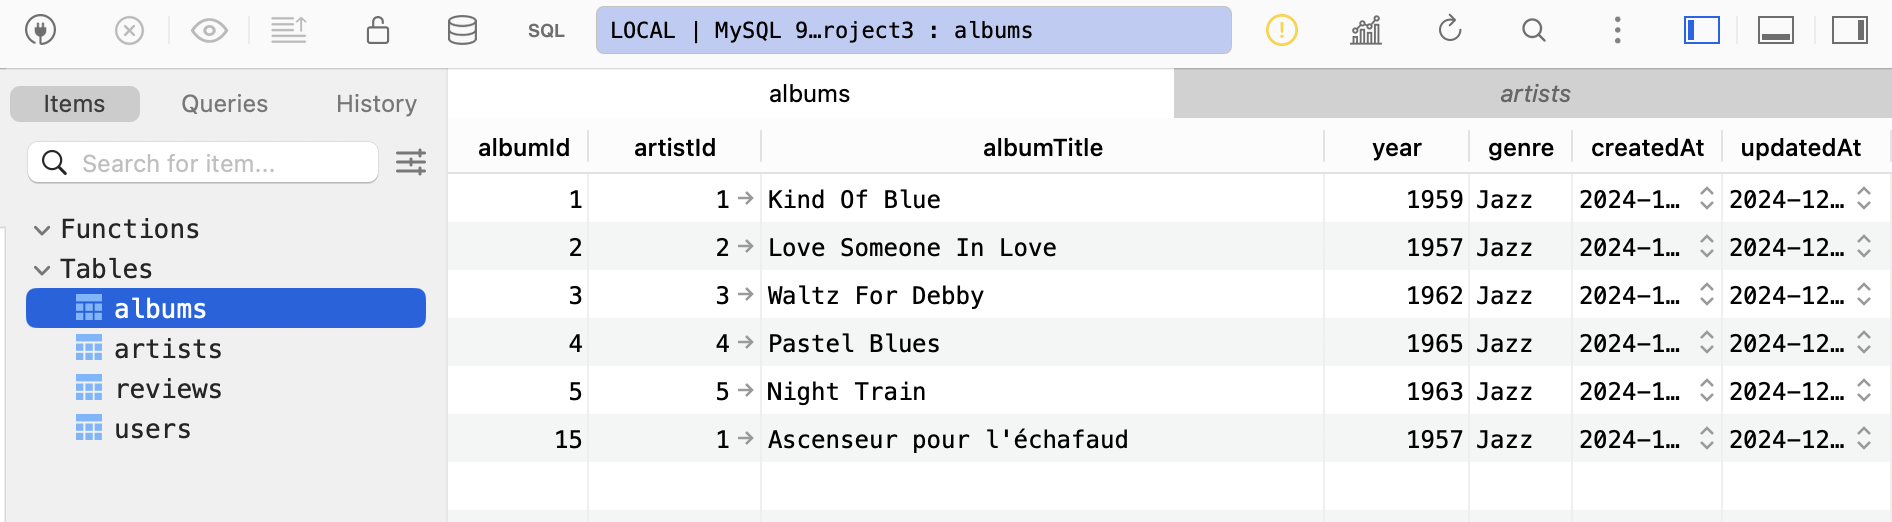 SQL LOCAL | MySQL 9…roject3 : albums
Items Queries History
albums artists
Search for item...
albumId artistId albumTitle year genre createdAt updatedAt
Functions
Tables
albums
artists
reviews
users
1 1 → Kind Of Blue 1959 Jazz 2024-1… 2024-12…
2 2 → Love Someone In Love 1957 Jazz 2024-1… 2024-12…
3 3 → Waltz For Debby 1962 Jazz 2024-1… 2024-12…
4 4 → Pastel Blues 1965 Jazz 2024-1… 2024-12…
5 5 → Night Train 1963 Jazz 2024-1… 2024-12…
15 1 → Ascenseur pour l'échafaud 1957 Jazz 2024-1… 2024-12…